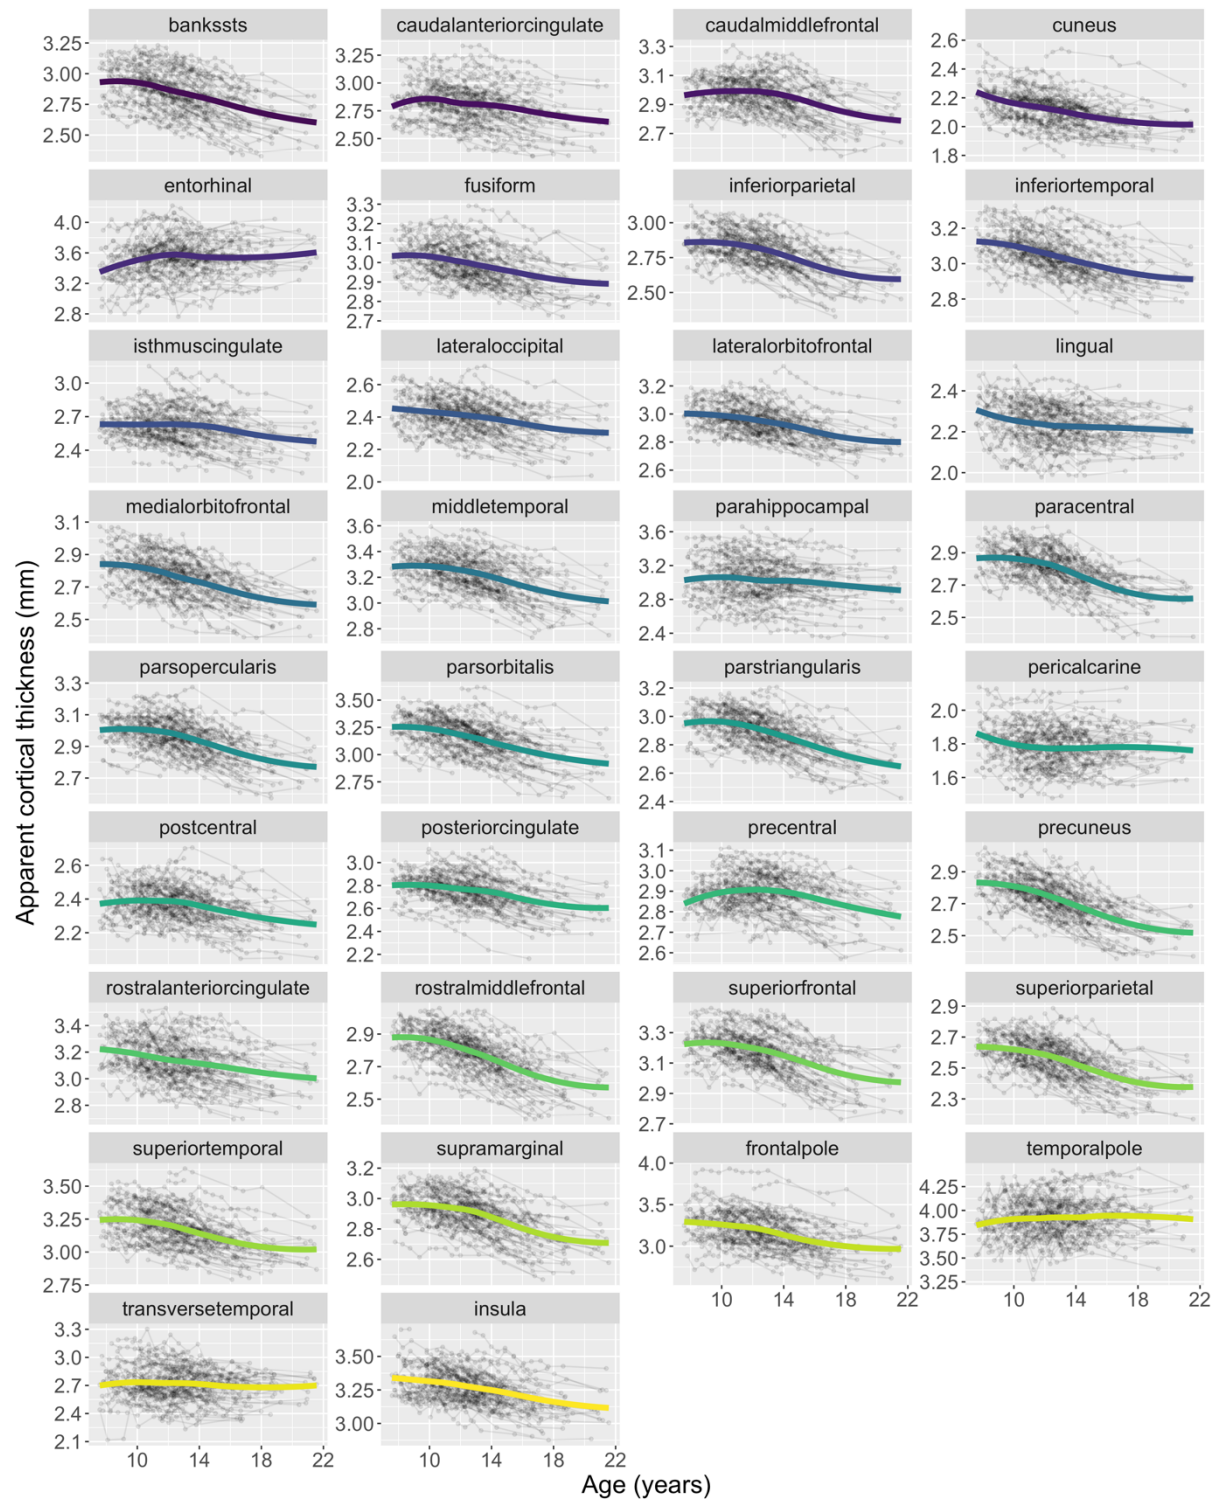 bankssts caudalanteriorcingulate caudalmiddlefrontal cuneus
3.25 3.00 2.75 2.50
3.25 3.00 2.75 2.50
3.3 3.0 2.9 2.7
2.6 2.4 2.2 2.0 1.8
entorhinal fusiform inferiorparietal inferiortemporal
4.0 3.6 3.2 2.8
3.3 3.2 3.1 3.0 2.9 2.8 2.7
3.00 2.75 2.50
3.2 3.0 2.8
isthmuscingulate lateraloccipital lateralorbitofrontal lingual
3.0 2.7 2.4
2.6 2.4 2.2 2.0
3.2 3.0 2.8 2.6
2.4 2.2 2.0
medialorbitofrontal middletemporal parahippocampal paracentral
3.1 2.9 2.7 2.5
3.6 3.4 3.2 3.0 2.8
3.6 3.2 2.8 2.4
2.9 2.7 2.5
parsopercularis parsorbitalis parstriangularis pericalcarine
3.3 3.1 2.9 2.7
3.50 3.25 3.00 2.75
3.2 3.0 2.8 2.6 2.4
2.0 1.8 1.6
postcentral posteriorcingulate precentral precuneus
2.6 2.4 2.2
3.0 2.8 2.6 2.4 2.2
3.1 3.0 2.9 2.8 2.7 2.6
2.9 2.7 2.5
rostralanteriorcingulate rostralmiddlefrontal superiorfrontal superiorparietal
3.4 3.2 3.0 2.8
2.9 2.7 2.5
3.3 3.1 2.9 2.7
2.9 2.7 2.5 2.3
superiortemporal supramarginal frontalpole temporalpole
3.50 3.25 3.00 2.75
3.2 3.0 2.8 2.6
4.0 3.5 3.0
4.25 4.00 3.75 3.50 3.25
10 14 18 22 10 14 18 22
transversetemporal insula
3.3 3.0 2.7 2.4 2.1
3.50 3.25 3.00
10 14 18 22 10 14 18 22
Apparent cortical thickness (mm)
Age (years)